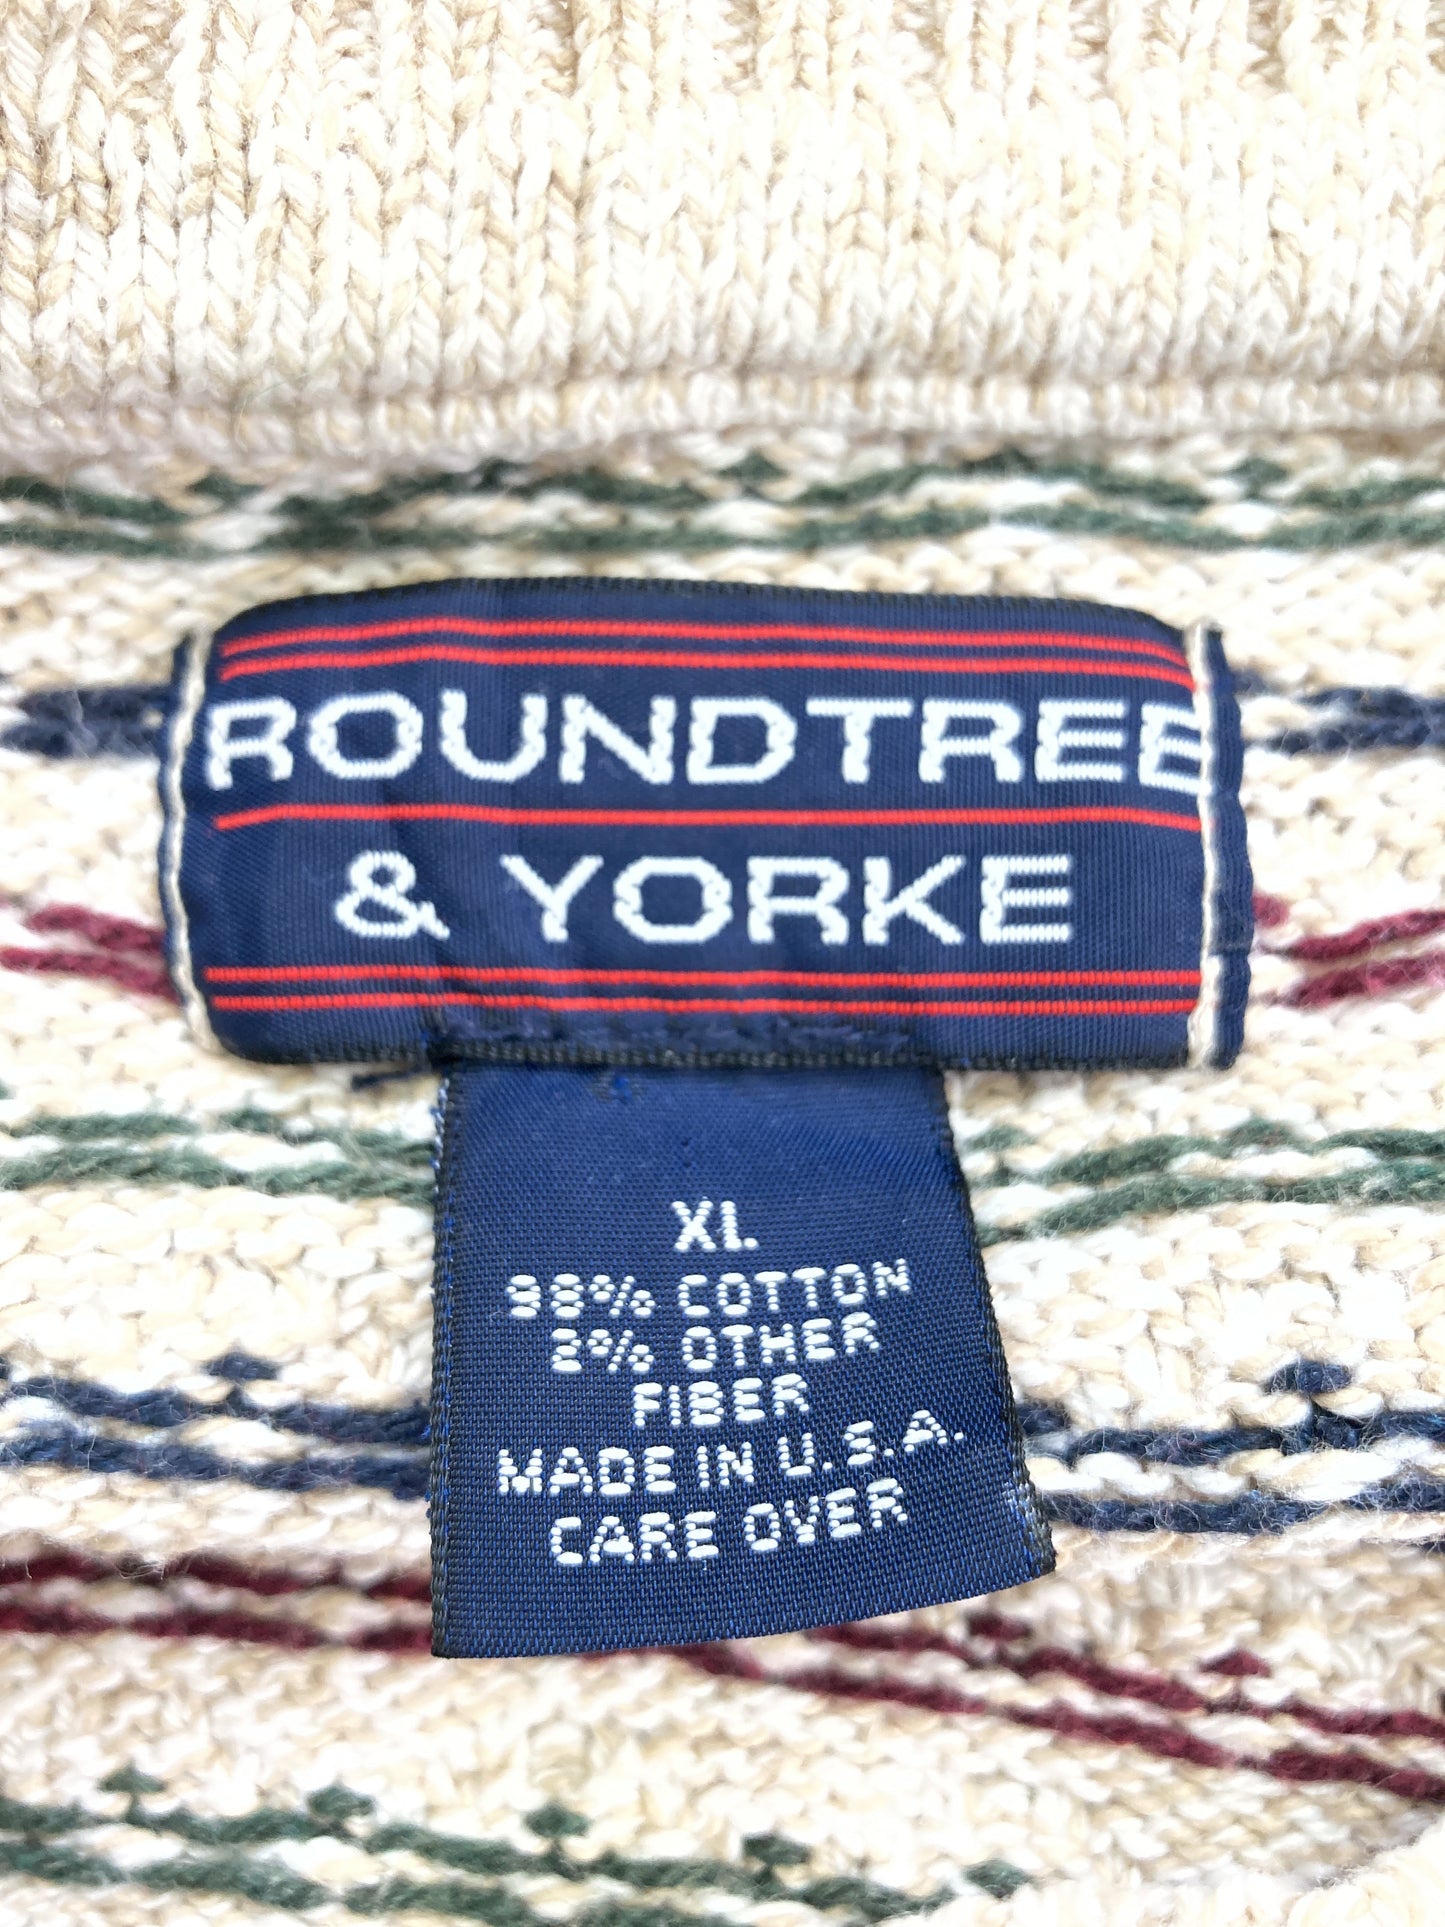 ROUNDTREE
& YORKE
XL
98% COTTON
2% OTHER
FIBER
MADE IN U.S.A.
CARE OVER